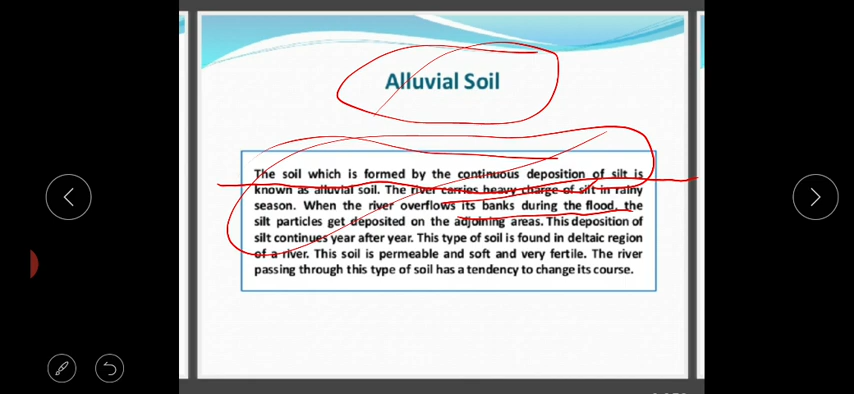 Alluvial Soil
The soil which is formed by the continuous deposition of silt is
known as alluvial soil. The river carries heavy charge of silt in rainy
season. When the river overflows its banks during the flood, the
silt particles get deposited on the adjoining areas. This deposition of
silt continues year after year. This type of soil is found in deltaic region
of a river. This soil is permeable and soft and very fertile. The river
passing through this type of soil has a tendency to change its course.